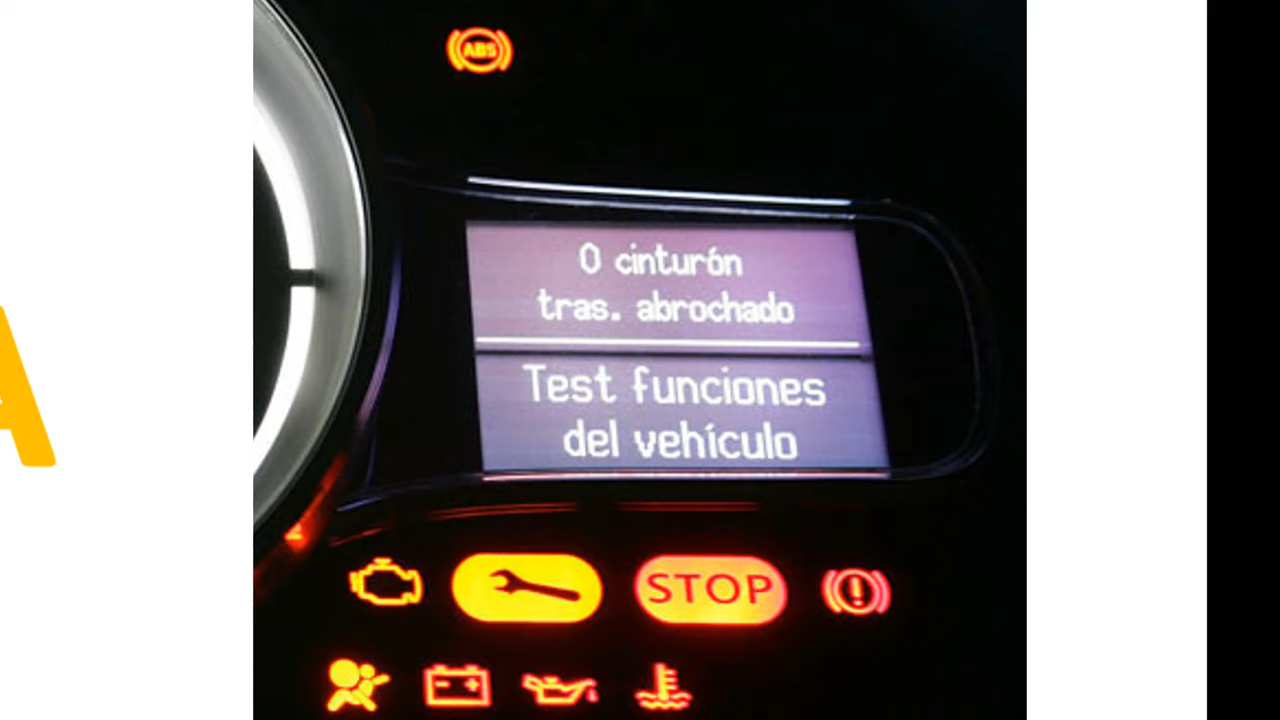 A
ABS
0 cinturón
tras. abrochado
Test funciones
del vehículo
STOP